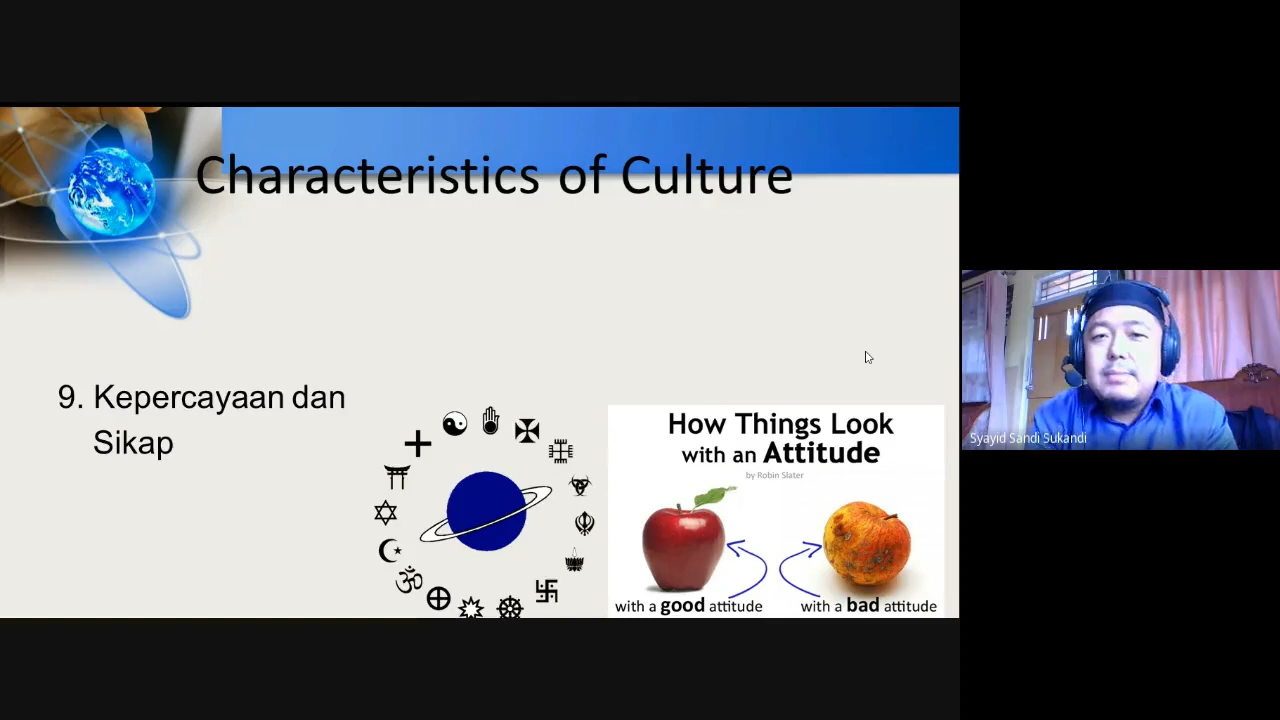 Characteristics of Culture
9. Kepercayaan dan
Sikap
How Things Look
with an Attitude
by Robin Slater
with a good attitude
with a bad attitude
Syayid Sandi Sukandi